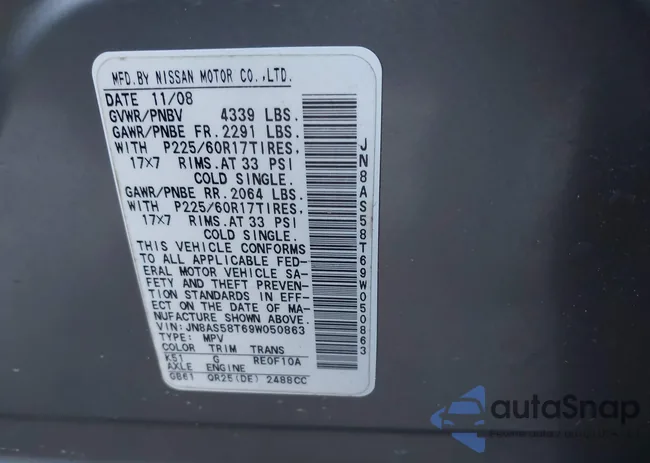 MFD.BY NISSAN MOTOR CO.,LTD.
DATE 11/08
GVWR/PNBV 4339 LBS.
GAWR/PNBE FR.2291 LBS.
WITH P225/60R17TIRES,
17x7 RIMS.AT 33 PSI
COLD SINGLE.
GAWR/PNBE RR.2064 LBS.
WITH P225/60R17TIRES,
17x7 RIMS.AT 33 PSI
COLD SINGLE.
THIS VEHICLE CONFORMS
TO ALL APPLICABLE FED-
ERAL MOTOR VEHICLE SA-
FETY AND THEFT PREVEN-
TION STANDARDS IN EFF-
ECT ON THE DATE OF MA-
NUFACTURE SHOWN ABOVE.
VIN:JN8AS58T69W050863
TYPE: MPV
COLOR TRIM TRANS
K51 G RE0F10A
AXLE ENGINE
GB61 QR25(DE) 2488CC
JN8AS58T69W050863
autoSnap
FROM COPART & IAAI